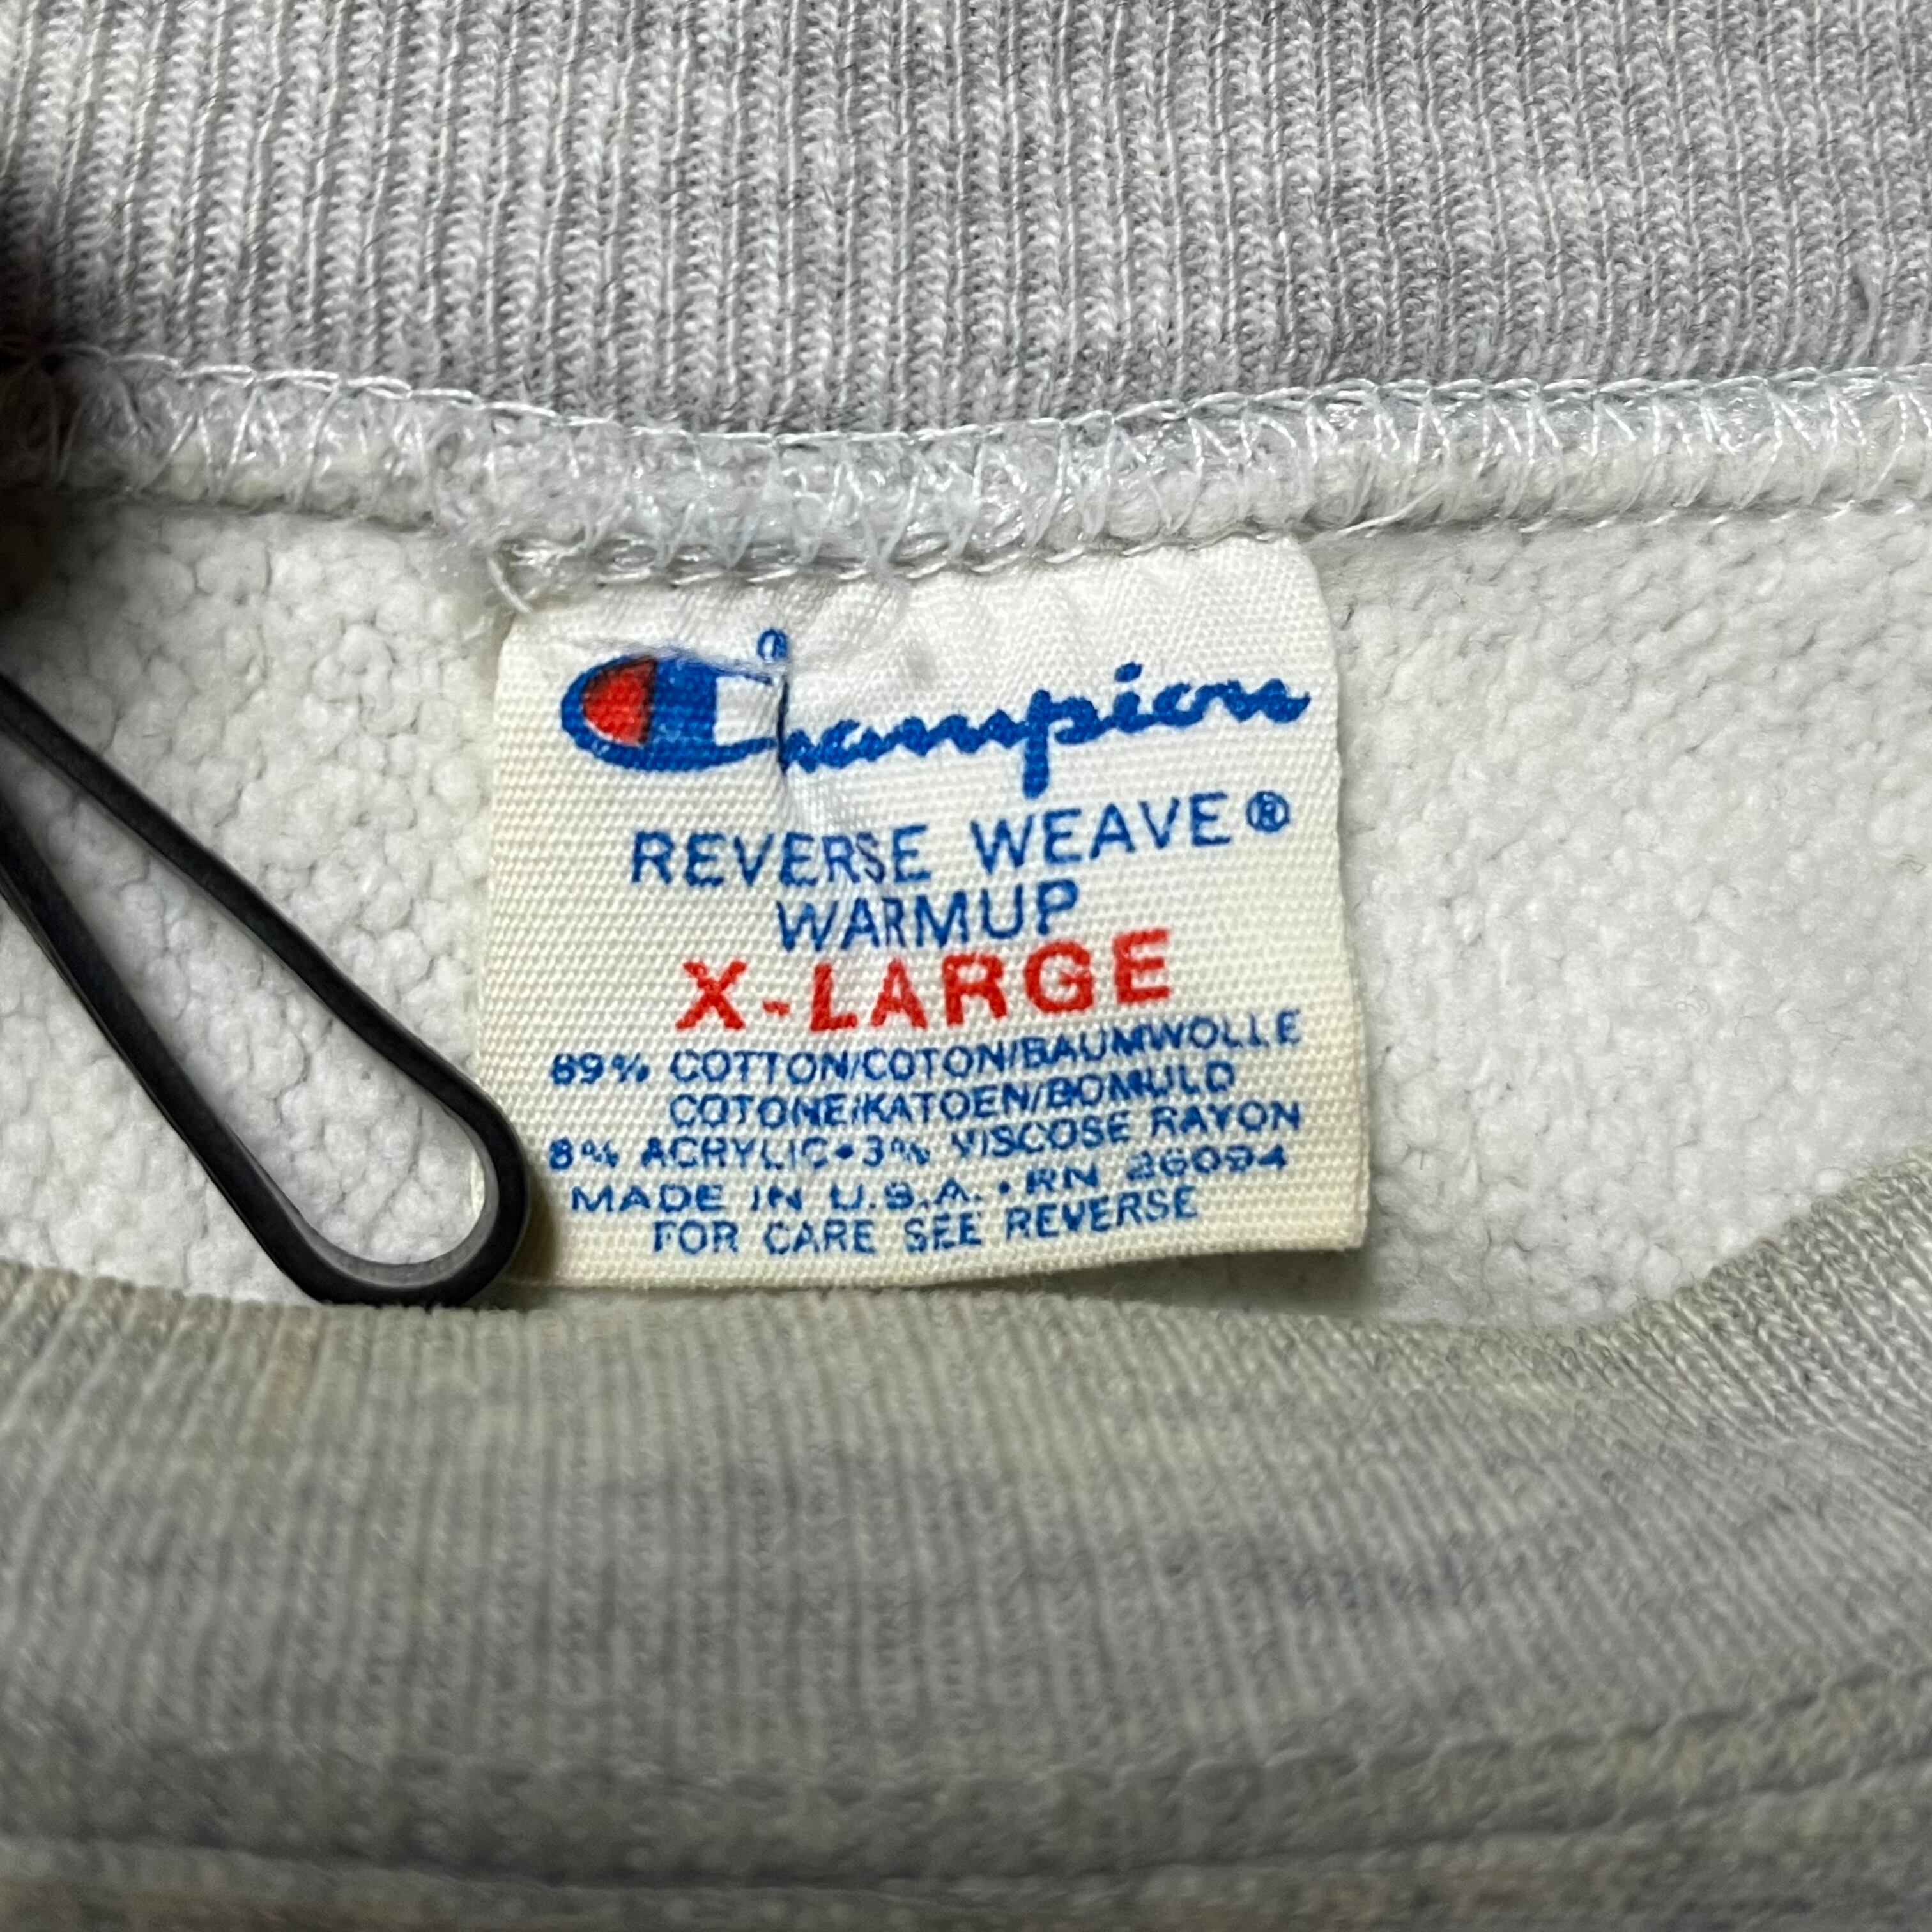 Champion®
REVERSE WEAVE®
WARMUP
X-LARGE
89% COTTON/COTON/BAUMWOLLE
COTONE/KATOEN/BOMULD
8% ACRYLIC•3% VISCOSE RAYON
MADE IN U.S.A. • RN 26094
FOR CARE SEE REVERSE